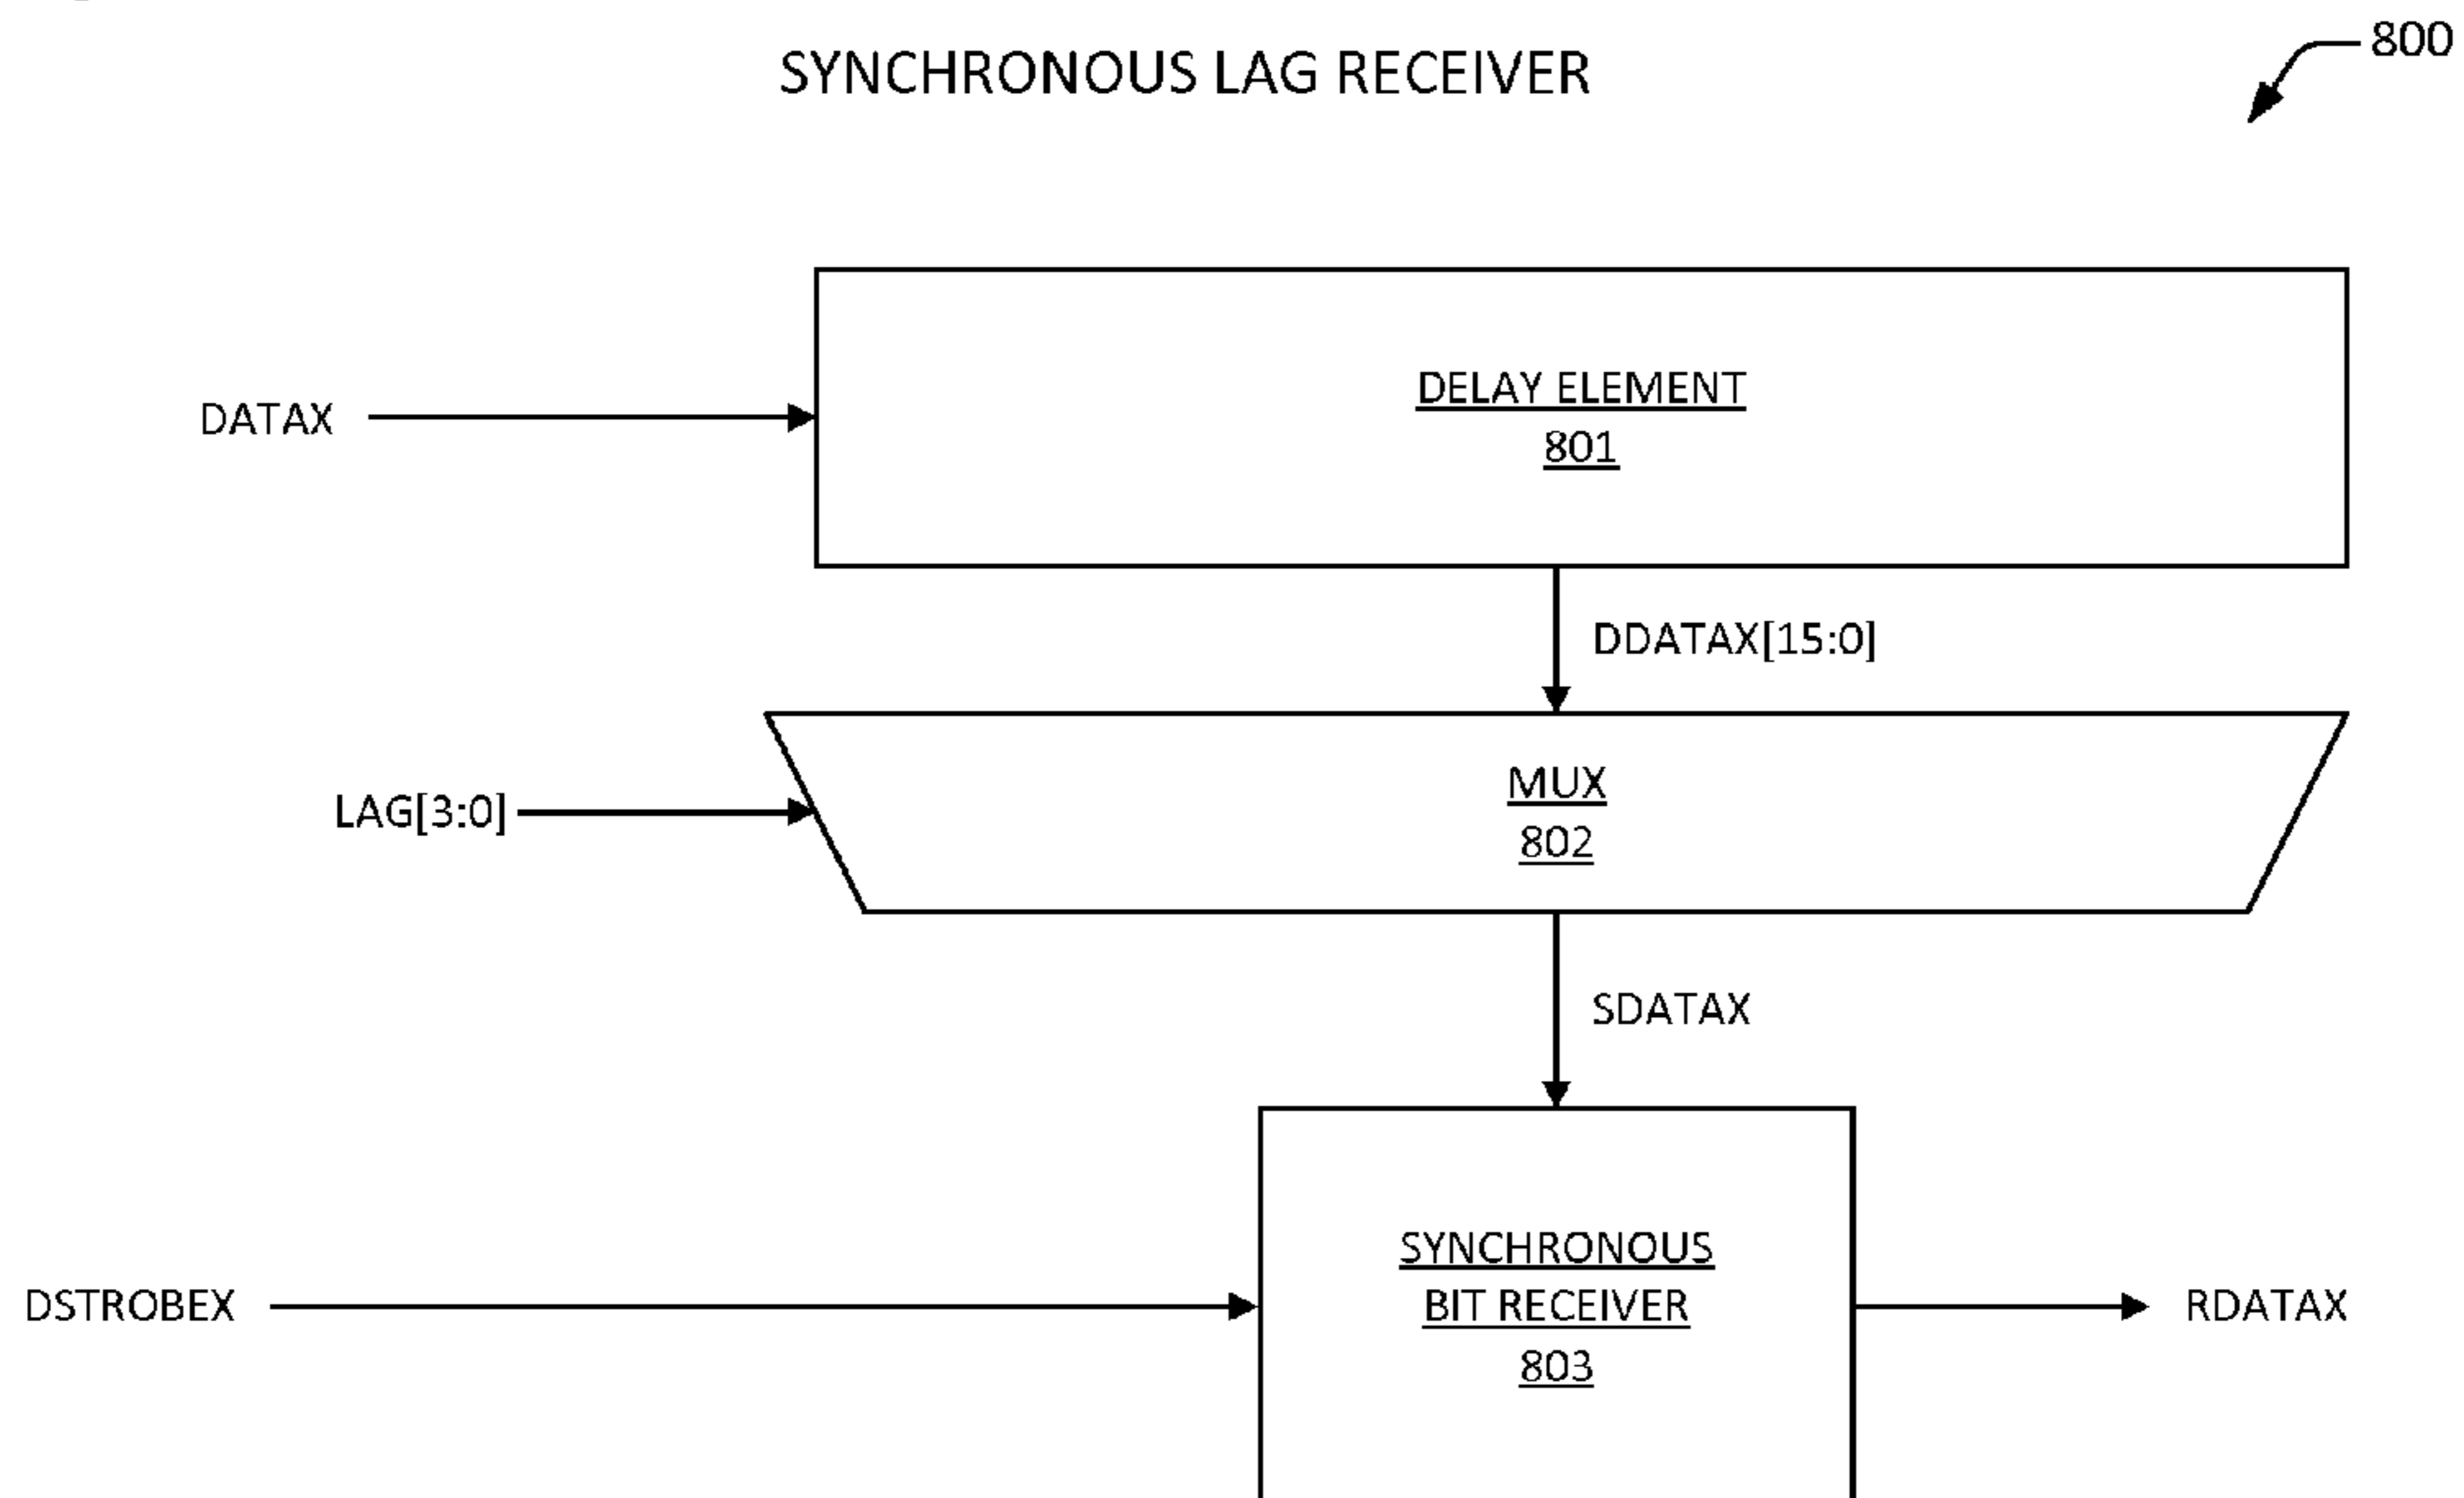 800
SYNCHRONOUS LAG RECEIVER
DELAY ELEMENT
801
DATAX
DDATAX[15:0]
MUX
802
LAG[3:0]
SDATAX
SYNCHRONOUS
BIT RECEIVER
803
DSTROBEX
RDATAX